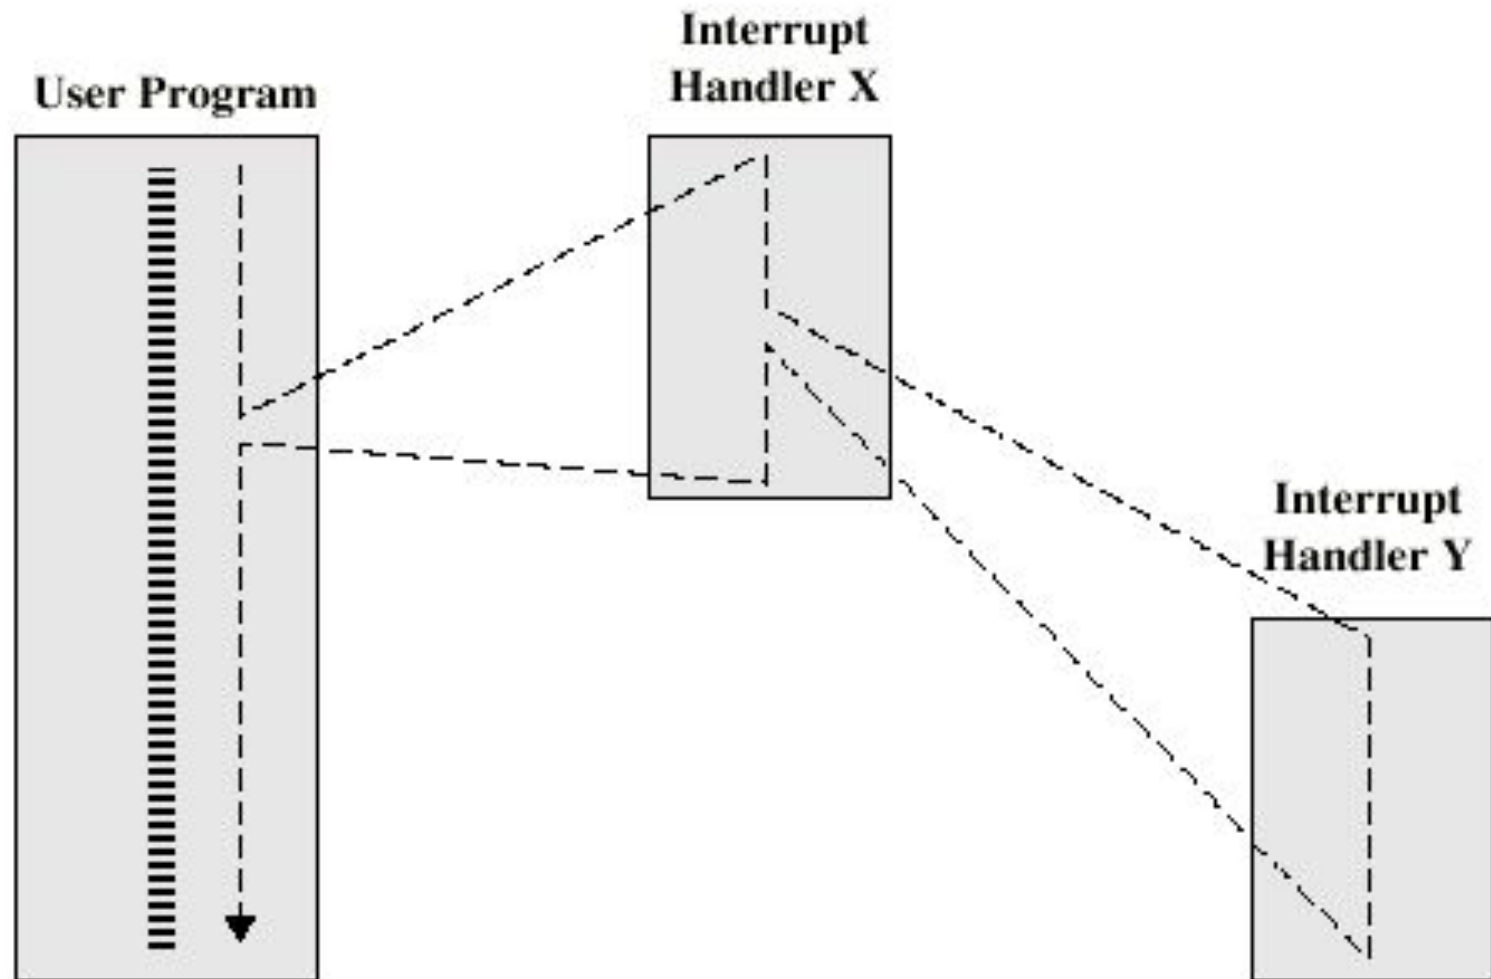 User Program
Interrupt
Handler X
Interrupt
Handler Y